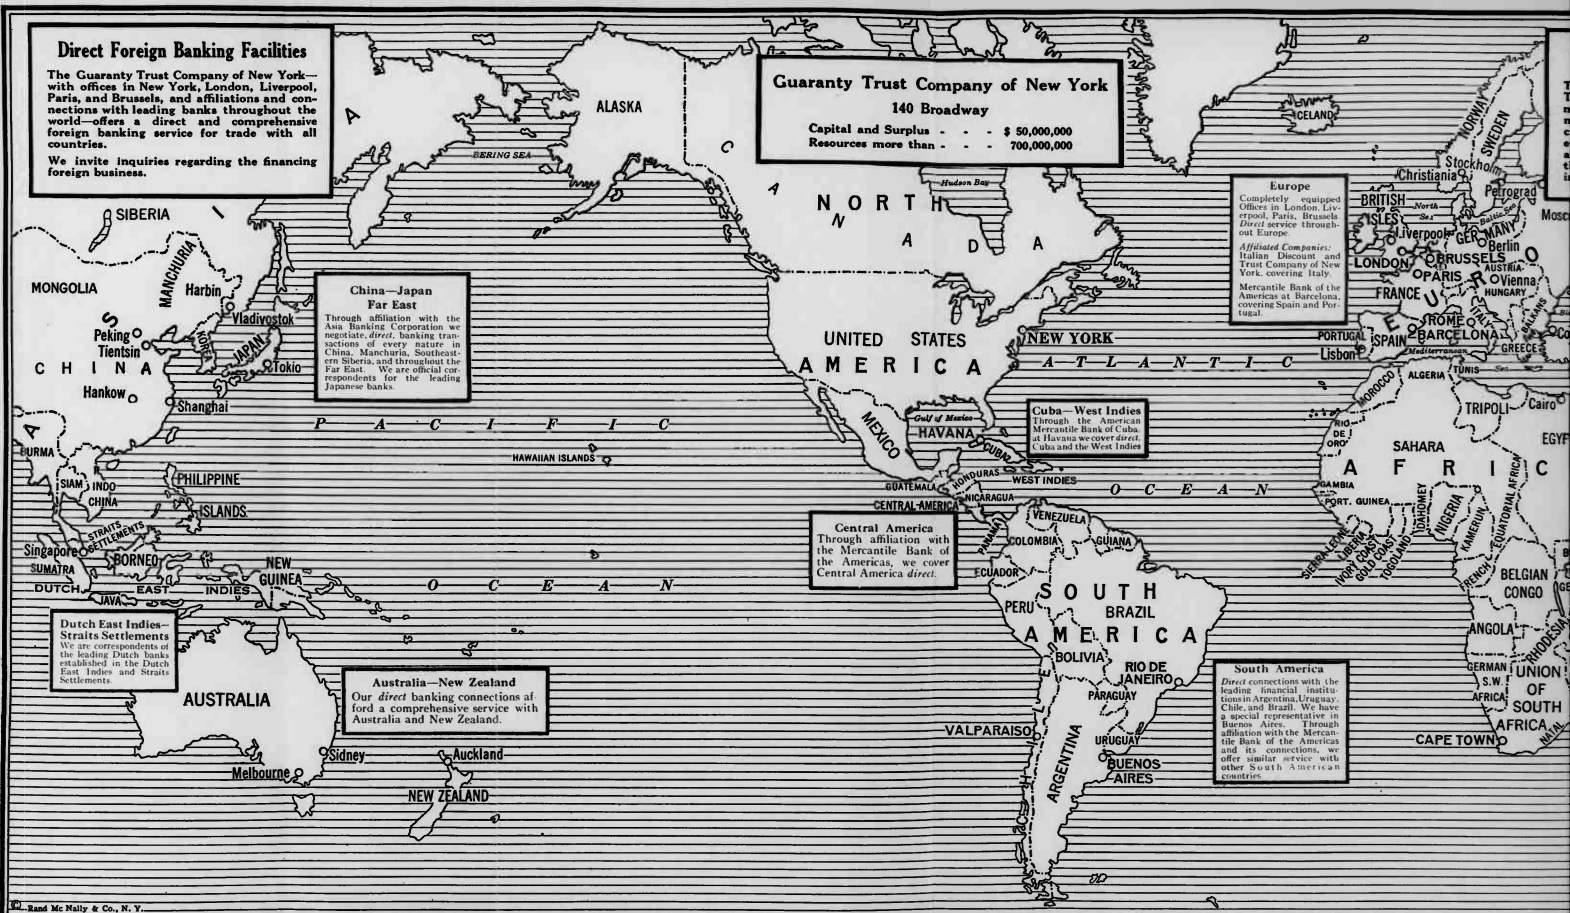 Direct Foreign Banking Facilities
The Guaranty Trust Company of New York—
with offices in New York, London, Liverpool,
Paris, and Brussels, and affiliations and con-
nections with leading banks throughout the
world—offers a direct and comprehensive
foreign banking service for trade with all
countries.
We invite inquiries regarding the financing
foreign business.
Guaranty Trust Company of New York
140 Broadway
Capital and Surplus - - - $ 50,000,000
Resources more than - - - 700,000,000
Europe
Completely equipped
Offices in London, Liv-
erpool, Paris, Brussels.
Direct service through-
out Europe.
Affiliated Companies:
Italian Discount and
Trust Company of New
York, covering Italy.
Mercantile Bank of the
Americas at Barcelona,
covering Spain and Por-
tugal.
China—Japan
Far East
Through affiliation with the
Asia Banking Corporation we
negotiate, direct, banking tran-
sactions of every nature in
China, Manchuria, Southeast-
ern Siberia, and throughout the
Far East. We are official cor-
respondents for the leading
Japanese banks.
Cuba—West Indies
Through the American
Mercantile Bank of Cuba,
at Havana we cover direct,
Cuba and the West Indies
Central America
Through affiliation with
the Mercantile Bank of
the Americas, we cover
Central America direct.
Dutch East Indies—
Straits Settlements
We are correspondents of
the leading Dutch banks
established in the Dutch
East Indies and Straits
Settlements.
Australia—New Zealand
Our direct banking connections af-
ford a comprehensive service with
Australia and New Zealand.
South America
Direct connections with the
leading financial institu-
tions in Argentina, Uruguay,
Chile, and Brazil. We have
a special representative in
Buenos Aires. Through
affiliation with the Mercan-
tile Bank of the Americas
and its connections, we
offer similar service with
other South American
countries.
ASIA
SIBERIA
MONGOLIA
MANCHURIA
Harbin
Vladivostok
Peking
Tientsin
KOREA
JAPAN
Tokio
CHINA
Hankow
Shanghai
BURMA
SIAM
INDO
CHINA
PHILIPPINE
ISLANDS
STRAITS
SETTLEMENTS
Singapore
SUMATRA
BORNEO
NEW
GUINEA
DUTCH EAST INDIES
JAVA
AUSTRALIA
Sidney
Melbourne
Auckland
NEW ZEALAND
PACIFIC
OCEAN
HAWAIIAN ISLANDS
BERING SEA
ALASKA
CANADA
Hudson Bay
NORTH
UNITED STATES
AMERICA
NEW YORK
MEXICO
Gulf of Mexico
HAVANA
CUBA
WEST INDIES
GUATEMALA
HONDURAS
NICARAGUA
CENTRAL-AMERICA
PANAMA
ATLANTIC
OCEAN
VENEZUELA
COLOMBIA
GUIANA
ECUADOR
SOUTH
PERU
BRAZIL
AMERICA
BOLIVIA
RIO DE
JANEIRO
PARAGUAY
VALPARAISO
CHILE
ARGENTINA
URUGUAY
BUENOS
AIRES
ICELAND
NORWAY
SWEDEN
Stockholm
Christiania
Petrograd
BRITISH
ISLES
North
Sea
Baltic Sea
Mosc
Liverpool
GERMANY
Berlin
LONDON
BRUSSELS
PARIS
AUSTRIA-
HUNGARY
Vienna
FRANCE
EURO
ROME
ITALY
BALKANS
PORTUGAL
SPAIN
BARCELONA
Lisbon
GREECE
Co
Mediterranean
Sea
MOROCCO
ALGERIA
TUNIS
TRIPOLI
Cairo
EGYP
RIO
DE
ORO
SAHARA
AFRIC
GAMBIA
PORT. GUINEA
SIERRA LEONE
LIBERIA
IVORY COAST
GOLD COAST
TOGOLAND
DAHOMEY
NIGERIA
KAMERUN
FRENCH EQUATORIAL AFRICA
BELGIAN
CONGO
ANGOLA
RHODESIA
GERMAN
S.W.
AFRICA
UNION
OF
SOUTH
AFRICA
NATAL
CAPE TOWN
© Rand McNally & Co., N. Y.